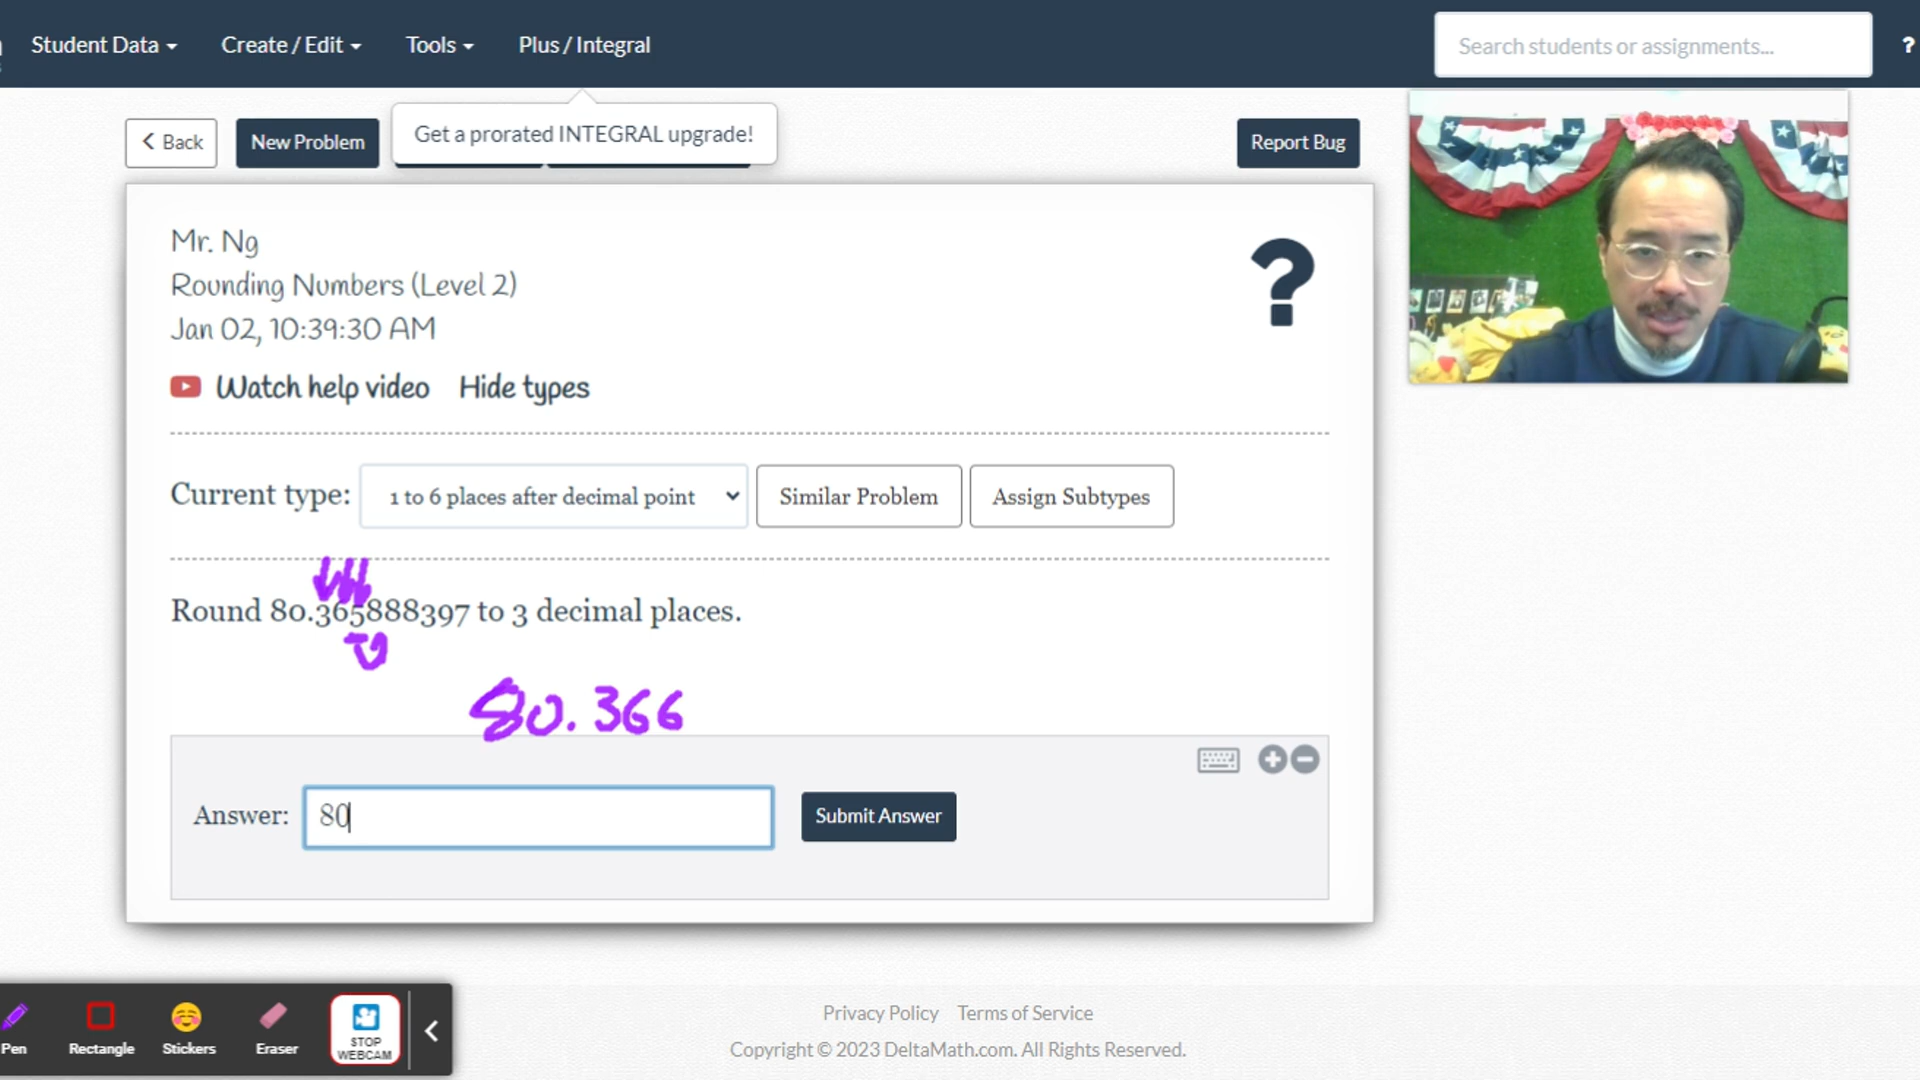 Student Data
Create / Edit
Tools
Plus / Integral
Search students or assignments...
?
Back
New Problem
Get a prorated INTEGRAL upgrade!
Report Bug
Mr. Ng
Rounding Numbers (Level 2)
Jan 02, 10:39:30 AM
?
Watch help video
Hide types
Current type:
1 to 6 places after decimal point
Similar Problem
Assign Subtypes
Round 80.365888397 to 3 decimal places.
80.366
Answer:
80
Submit Answer
Pen
Rectangle
Stickers
Eraser
STOP
WEBCAM
Privacy Policy
Terms of Service
Copyright © 2023 DeltaMath.com. All Rights Reserved.